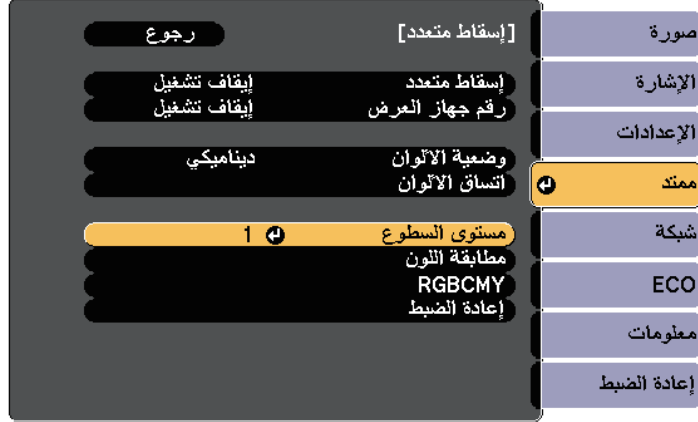 صورة
الإشارة
الإعدادات
ممتد
شبكة
ECO
معلومات
إعادة الضبط
[إسقاط متعدد] رجوع
إسقاط متعدد إيقاف تشغيل
رقم جهاز العرض إيقاف تشغيل
وضعية الألوان ديناميكي
اتساق الألوان
مستوى السطوع 1
مطابقة اللون
RGBCMY
إعادة الضبط